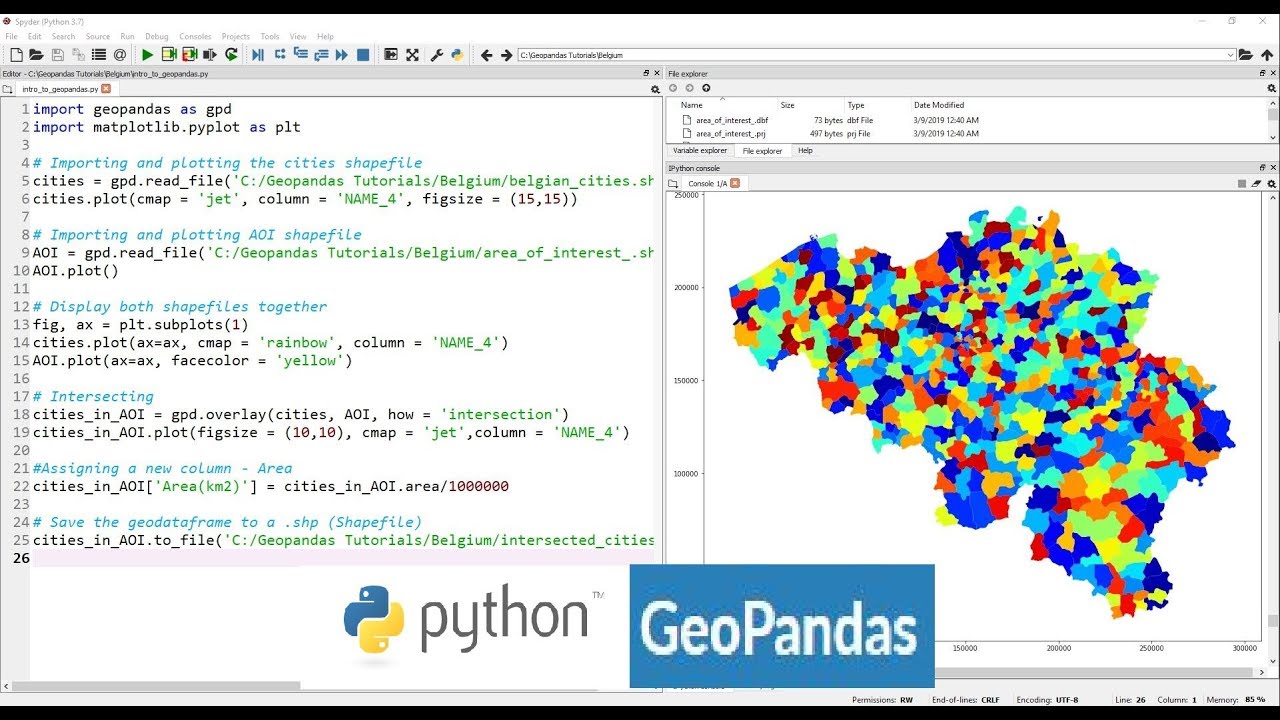 Spyder (Python 3.7)
File Edit Search Source Run Debug Consoles Projects Tools View Help
C:\Geopandas Tutorials\Belgium
Editor - C:\Geopandas Tutorials\Belgium\intro_to_geopandas.py
intro_to_geopandas.py
1 import geopandas as gpd
2 import matplotlib.pyplot as plt
3
4 # Importing and plotting the cities shapefile
5 cities = gpd.read_file('C:/Geopandas Tutorials/Belgium/belgian_cities.sh
6 cities.plot(cmap = 'jet', column = 'NAME_4', figsize = (15,15))
7
8 # Importing and plotting AOI shapefile
9 AOI = gpd.read_file('C:/Geopandas Tutorials/Belgium/area_of_interest_.sh
10 AOI.plot()
11
12 # Display both shapefiles together
13 fig, ax = plt.subplots(1)
14 cities.plot(ax=ax, cmap = 'rainbow', column = 'NAME_4')
15 AOI.plot(ax=ax, facecolor = 'yellow')
16
17 # Intersecting
18 cities_in_AOI = gpd.overlay(cities, AOI, how = 'intersection')
19 cities_in_AOI.plot(figsize = (10,10), cmap = 'jet',column = 'NAME_4')
20
21 #Assigning a new column - Area
22 cities_in_AOI['Area(km2)'] = cities_in_AOI.area/1000000
23
24 # Save the geodataframe to a .shp (Shapefile)
25 cities_in_AOI.to_file('C:/Geopandas Tutorials/Belgium/intersected_cities
26
File explorer
Name Size Type Date Modified
area_of_interest_.dbf 73 bytes dbf File 3/9/2019 12:40 AM
area_of_interest_.prj 497 bytes prj File 3/9/2019 12:40 AM
Variable explorer File explorer Help
IPython console
Console 1/A
250000
200000
150000
100000
150000 200000 250000 300000
python™
GeoPandas
Permissions: RW End-of-lines: CRLF Encoding: UTF-8 Line: 26 Column: 1 Memory: 85 %